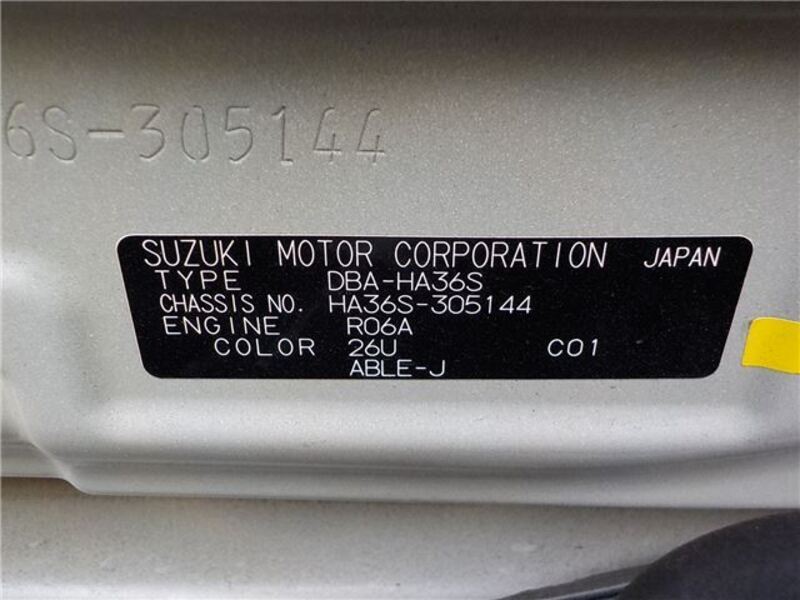 6S-305144
SUZUKI MOTOR CORPORATION JAPAN
TYPE DBA-HA36S
CHASSIS NO. HA36S-305144
ENGINE R06A
COLOR 26U C01
ABLE-J